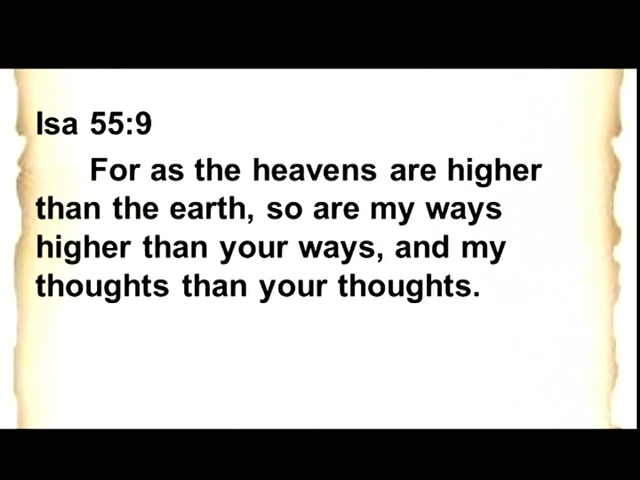 Isa 55:9
For as the heavens are higher
than the earth, so are my ways
higher than your ways, and my
thoughts than your thoughts.